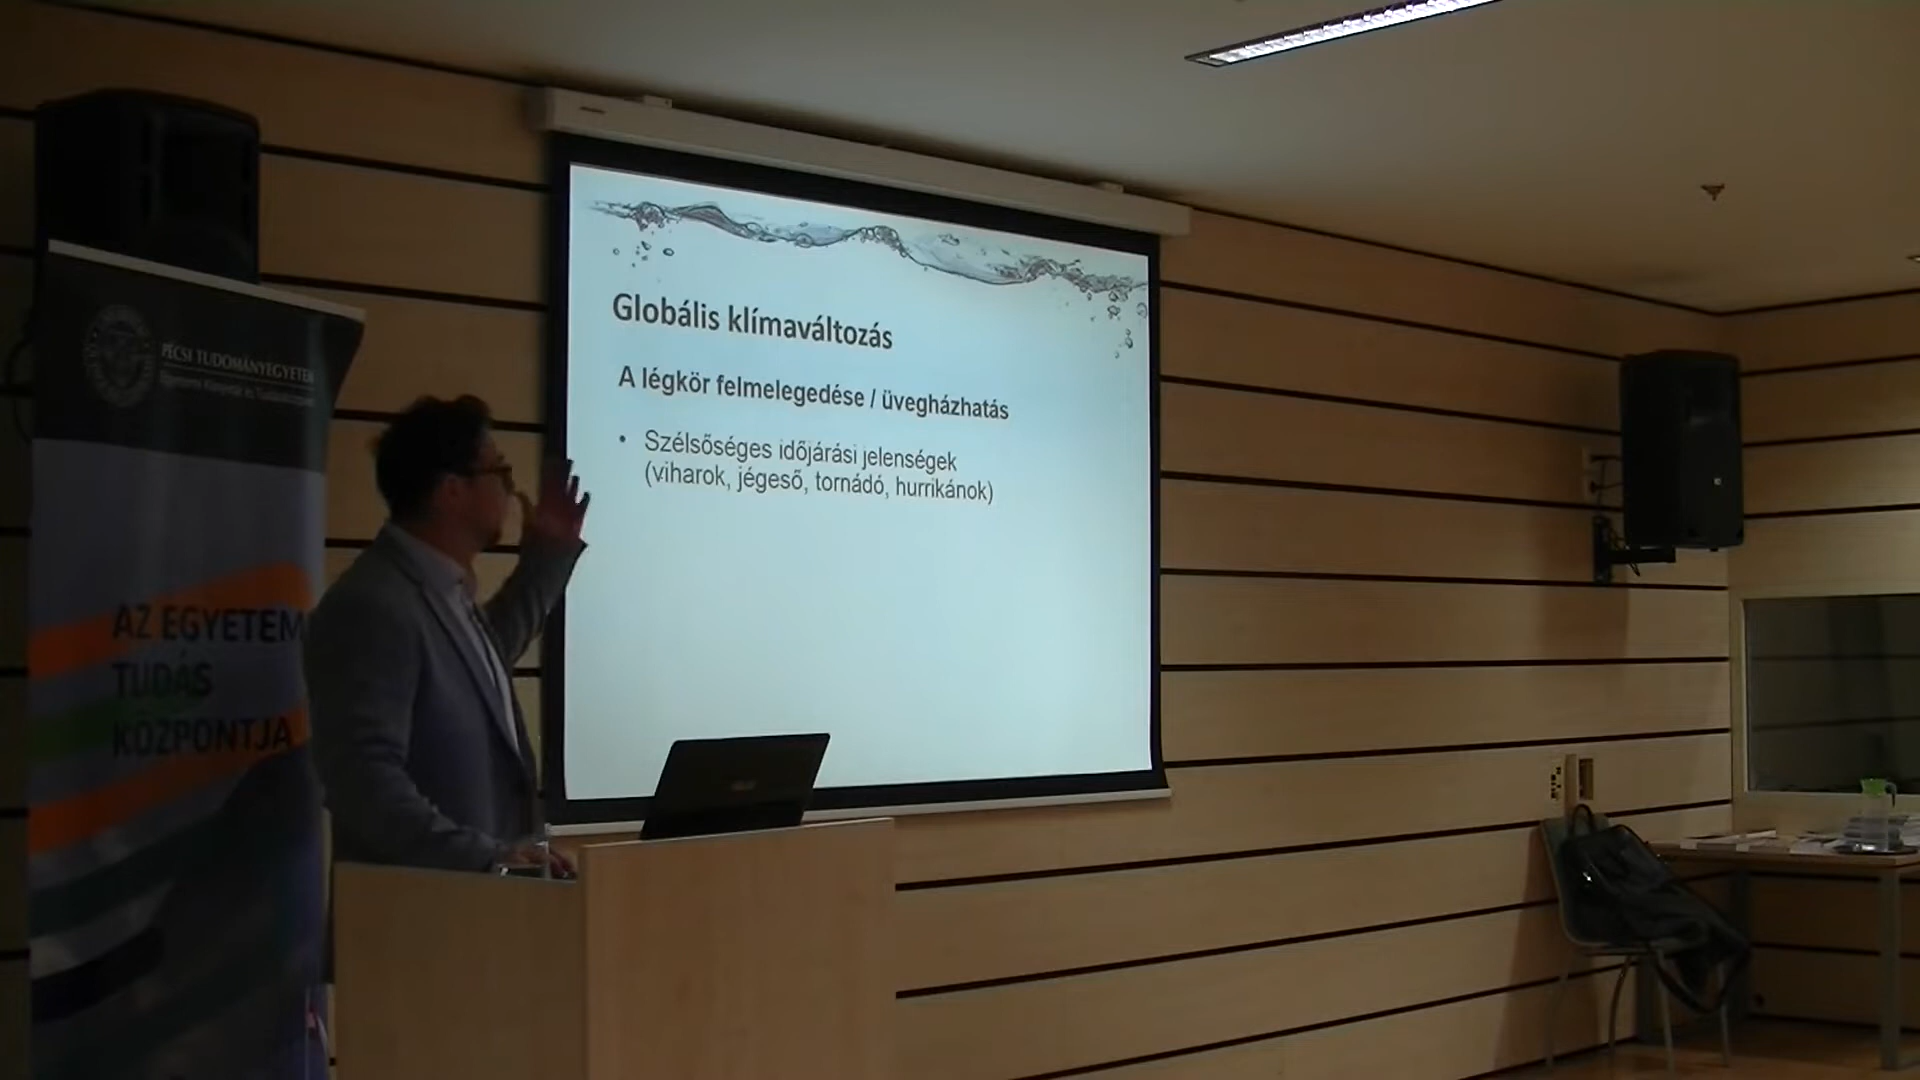 PÉCSI TUDOMÁNYEGYETEM
AZ EGYETEM
TUDÁS
KÖZPONTJA
Globális klímaváltozás
A légkör felmelegedése / üvegházhatás
• Szélsőséges időjárási jelenségek
(viharok, jégeső, tornádó, hurrikánok)